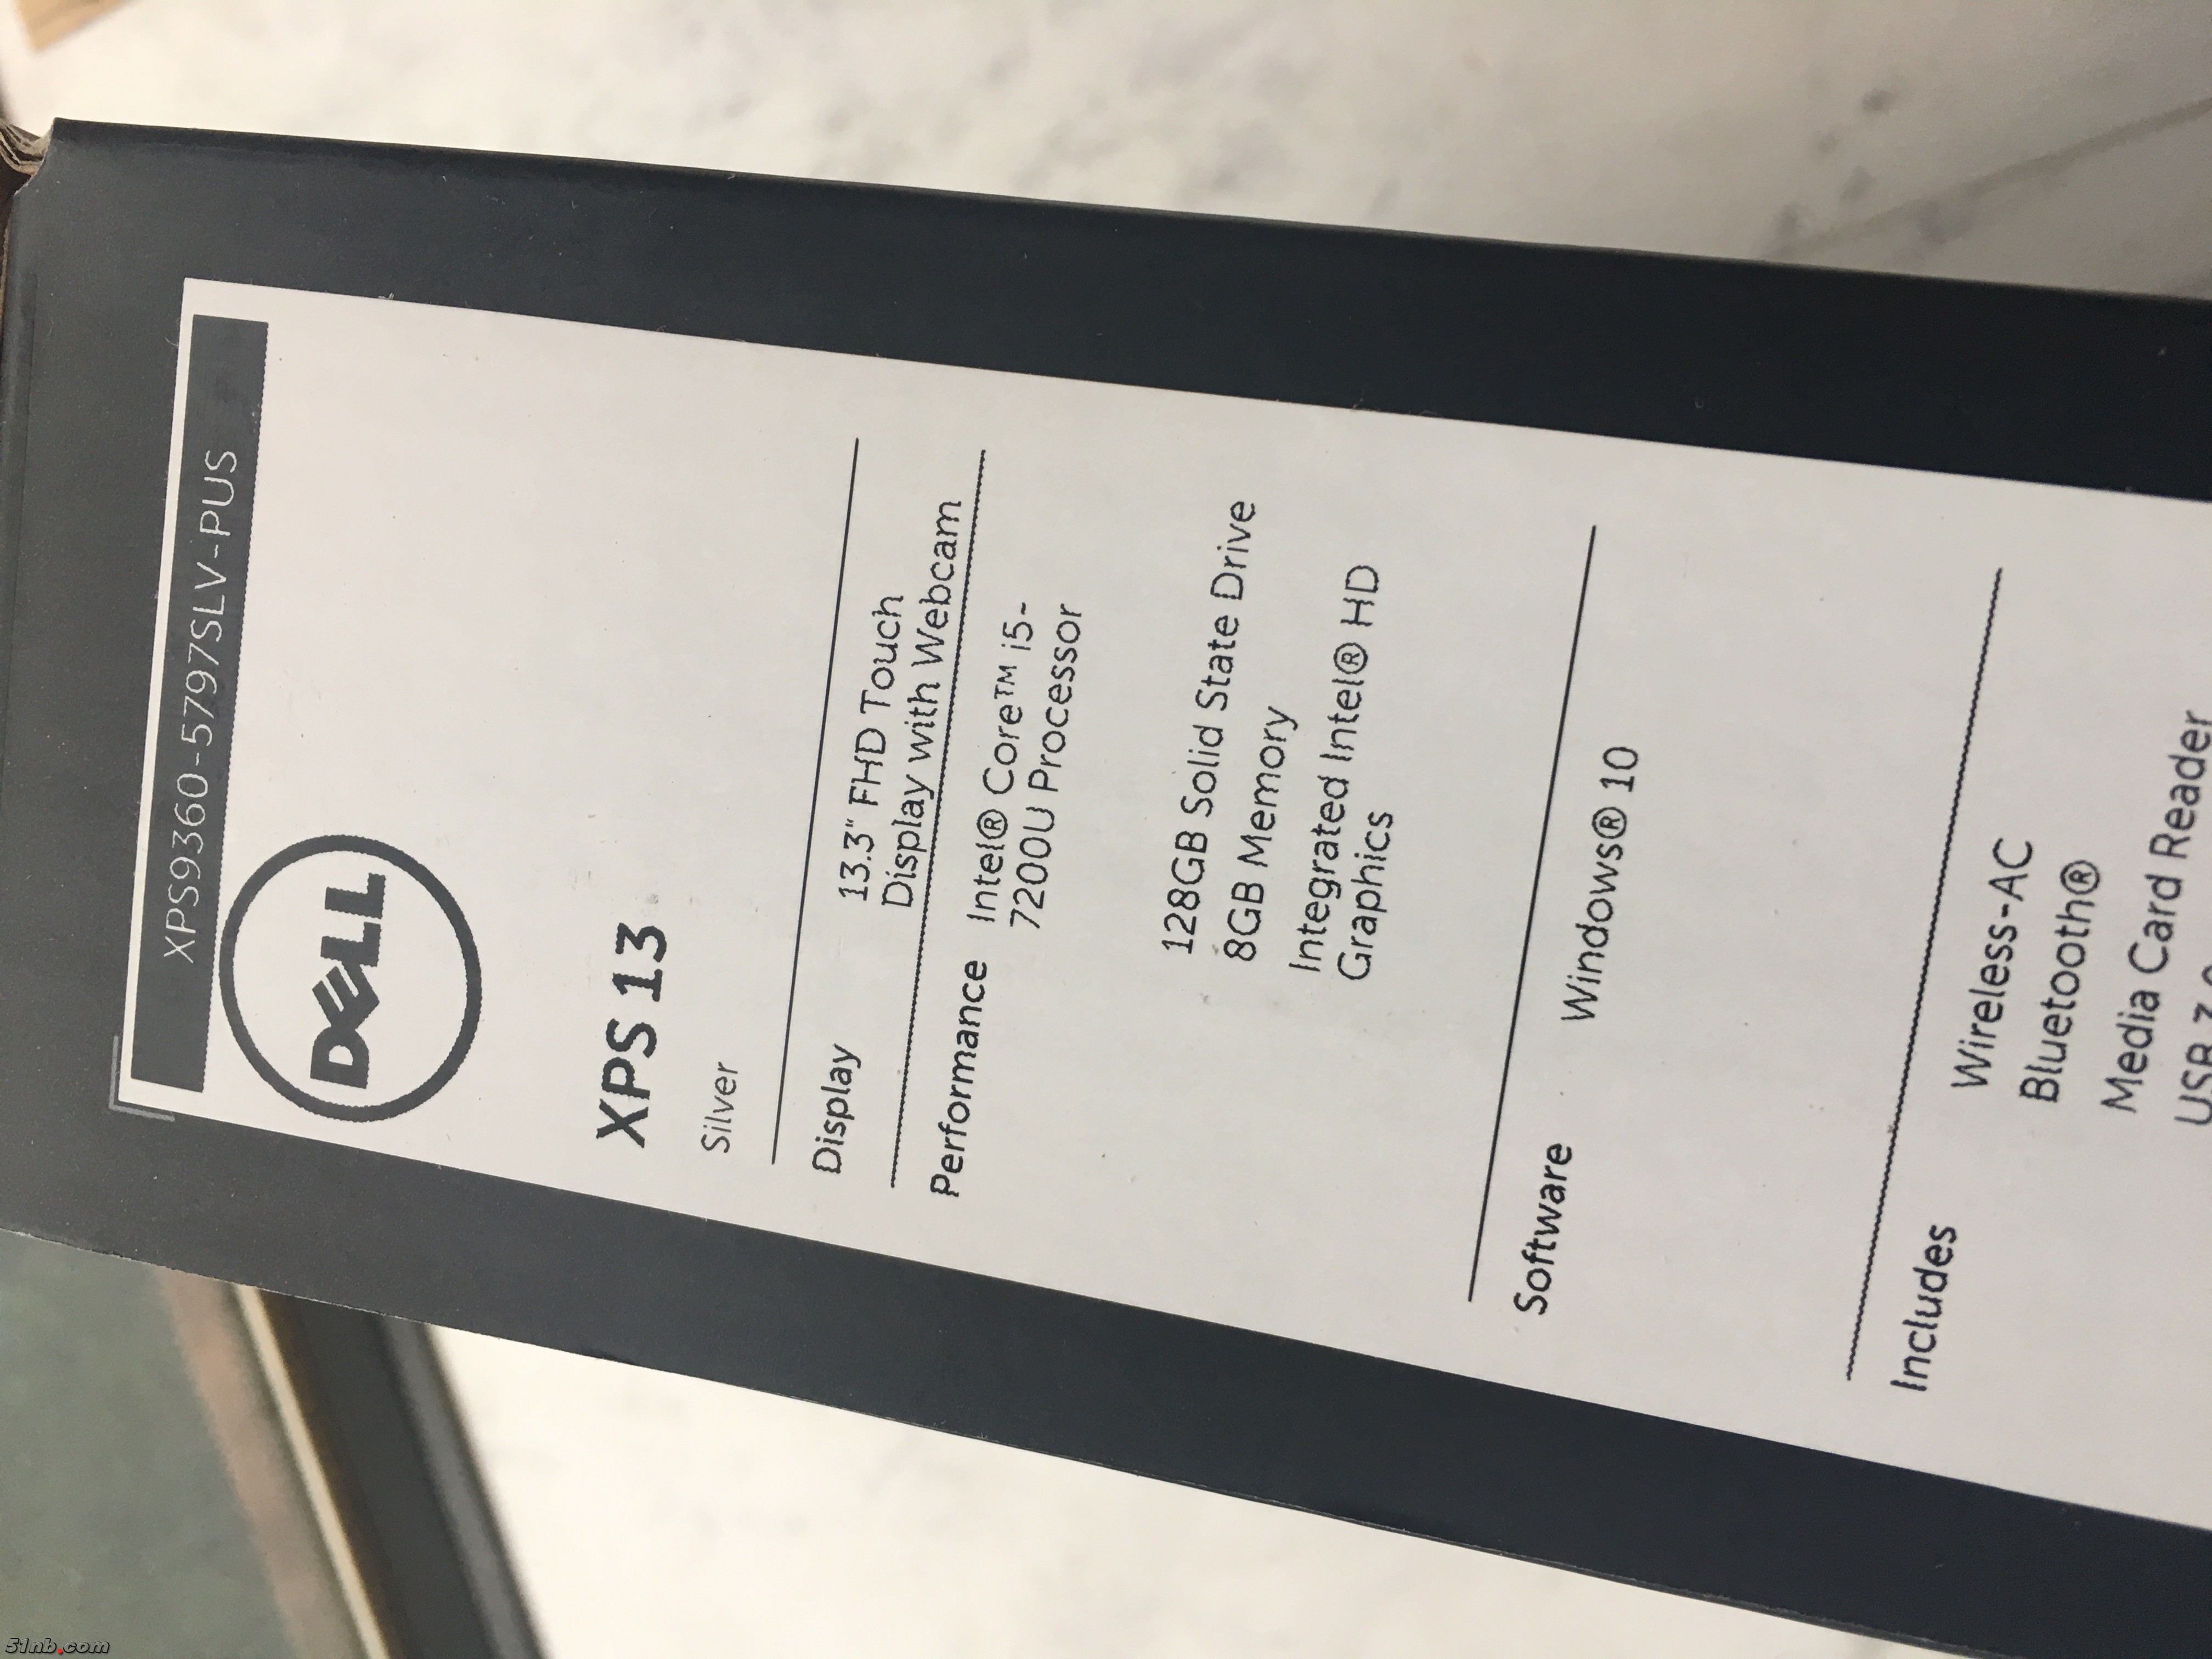 XPS9360-5797SLV-PUS
DELL
XPS 13
Silver
Display 13.3" FHD Touch
Display with Webcam
Performance Intel® Core™ i5-
7200U Processor
128GB Solid State Drive
8GB Memory
Integrated Intel® HD
Graphics
Software Windows® 10
Includes Wireless-AC
Bluetooth®
Media Card Reader
USB
51nb.com